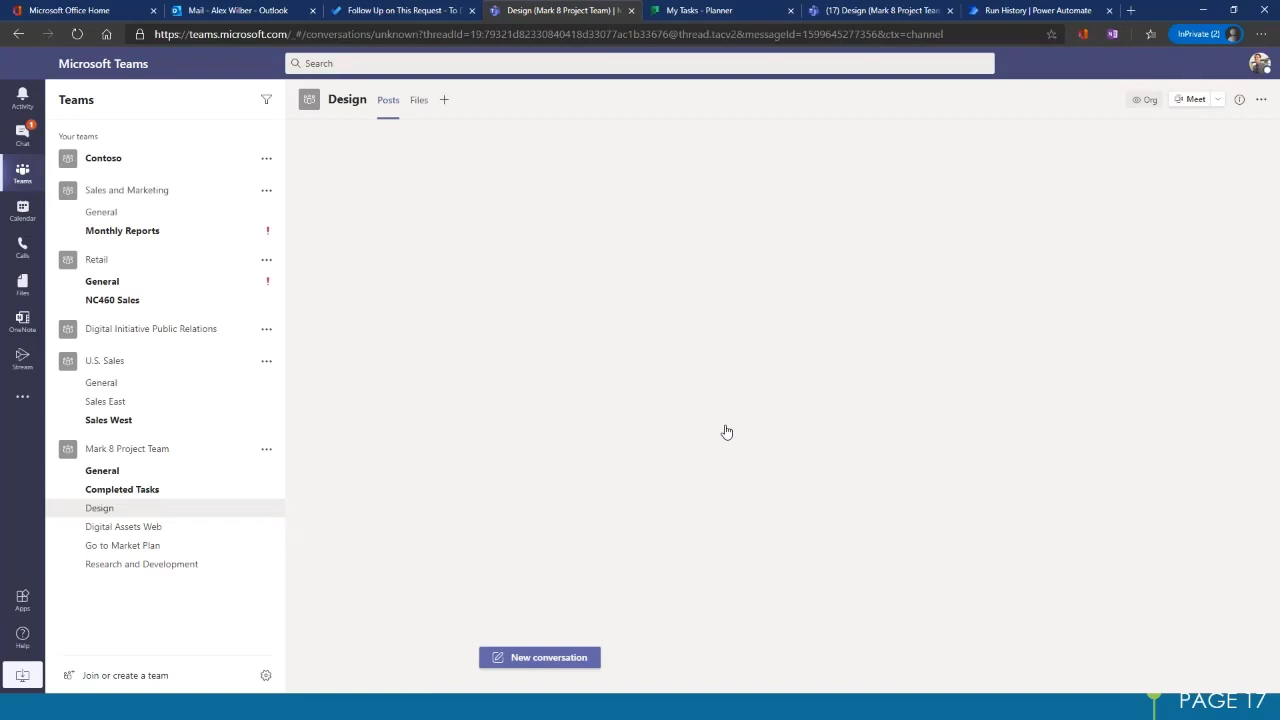 Microsoft Office Home
Mail - Alex Wilber - Outlook
Follow Up on This Request - To D
Design (Mark 8 Project Team) |
My Tasks - Planner
(17) Design (Mark 8 Project Team)
Run History | Power Automate
https://teams.microsoft.com/_#/conversations/unknown?threadId=19:79321d82330840418d33077ac1b33676@thread.tacv2&messageId=1599645277356&ctx=channel
InPrivate (2)
Microsoft Teams
Search
Activity
1
Chat
Teams
Calendar
Calls
Files
OneNote
Stream
Apps
Help
Teams
Your teams
Contoso
Sales and Marketing
General
Monthly Reports !
Retail
General !
NC460 Sales
Digital Initiative Public Relations
U.S. Sales
General
Sales East
Sales West
Mark 8 Project Team
General
Completed Tasks
Design
Digital Assets Web
Go to Market Plan
Research and Development
Join or create a team
Design Posts Files
Org
Meet
New conversation
PAGE 17